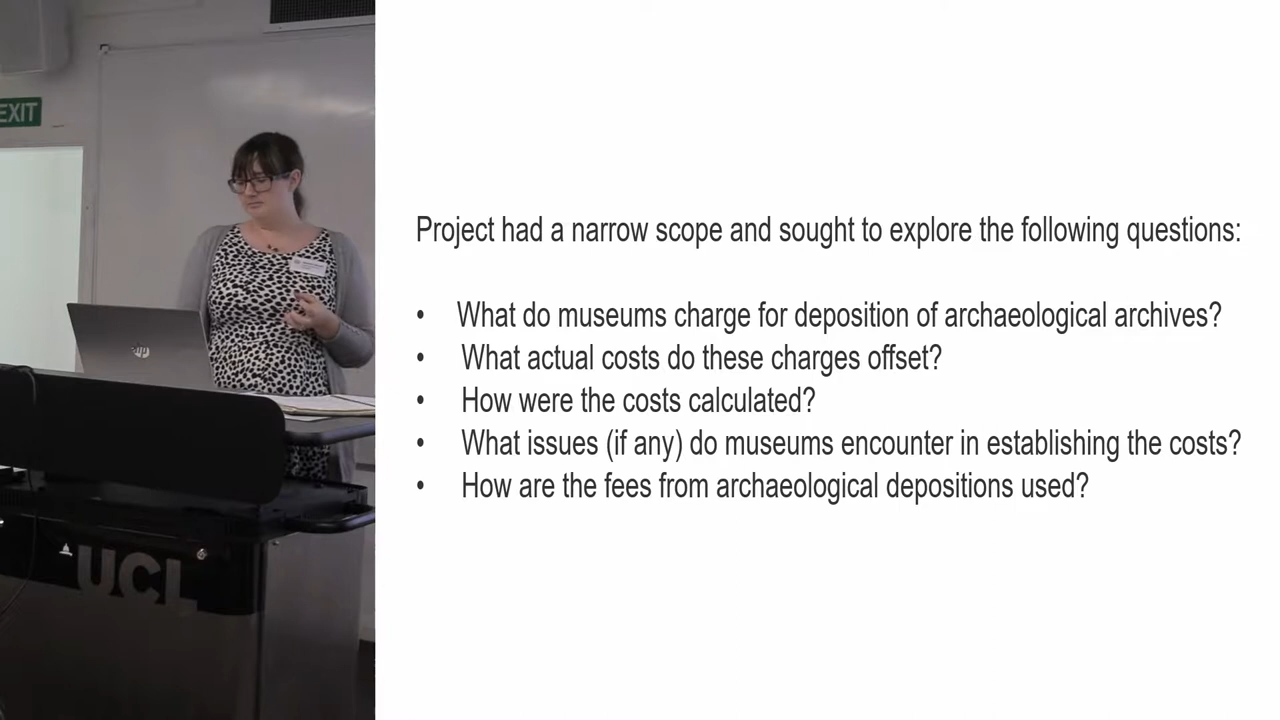 EXIT
hp
UCL
Project had a narrow scope and sought to explore the following questions:
• What do museums charge for deposition of archaeological archives?
• What actual costs do these charges offset?
• How were the costs calculated?
• What issues (if any) do museums encounter in establishing the costs?
• How are the fees from archaeological depositions used?